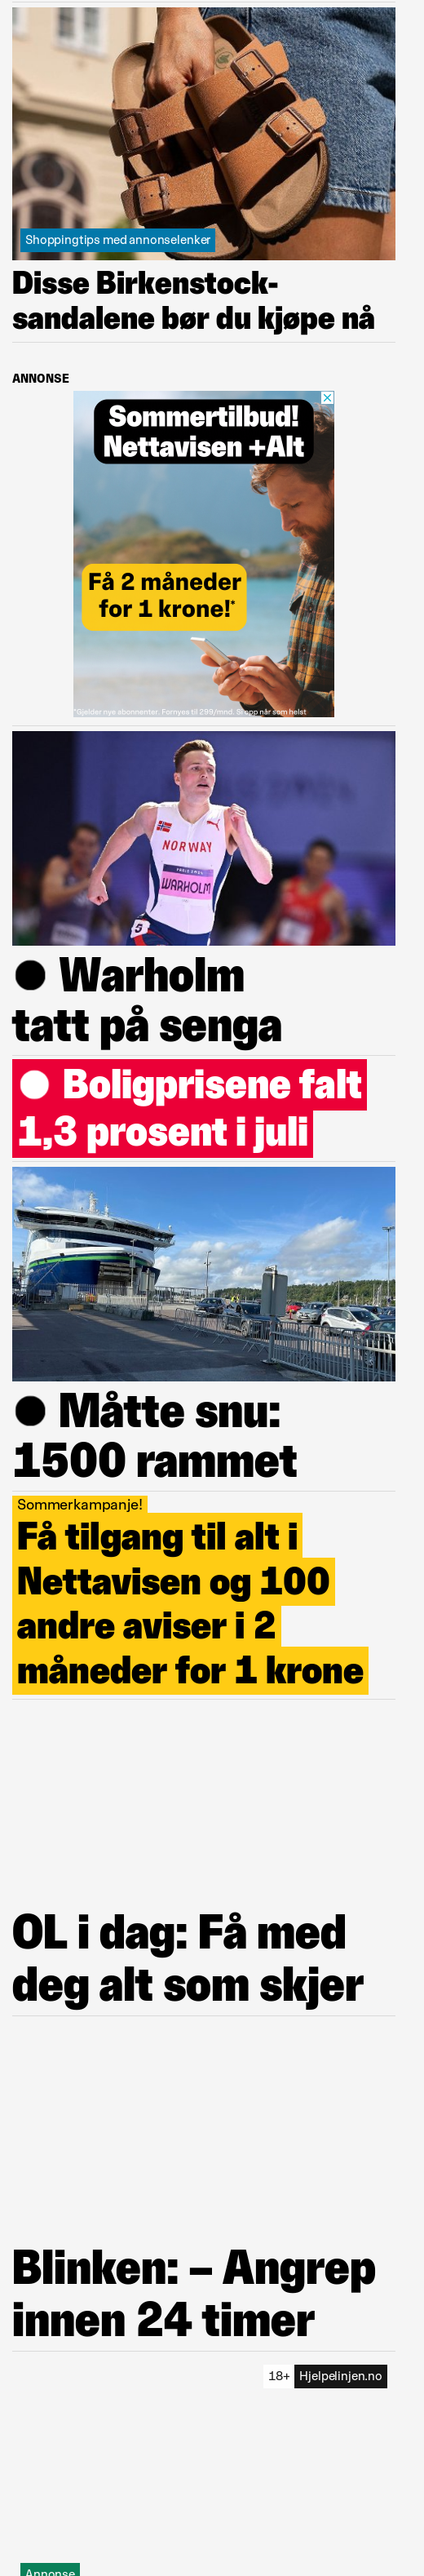 Shoppingtips med annonselenker
Disse Birkenstock-
sandalene bør du kjøpe nå
ANNONSE
Sommertilbud!
Nettavisen +Alt
Få 2 måneder
for 1 krone!*
*Gjelder nye abonnenter. Fornyes til 299/mnd. Stopp når som helst
NORWAY
PARIS 2024
WARHOLM
5
Warholm
tatt på senga
Boligprisene falt
1,3 prosent i juli
Måtte snu:
1500 rammet
Sommerkampanje!
Få tilgang til alt i
Nettavisen og 100
andre aviser i 2
måneder for 1 krone
OL i dag: Få med
deg alt som skjer
Blinken: – Angrep
innen 24 timer
18+ Hjelpelinjen.no
Annonse